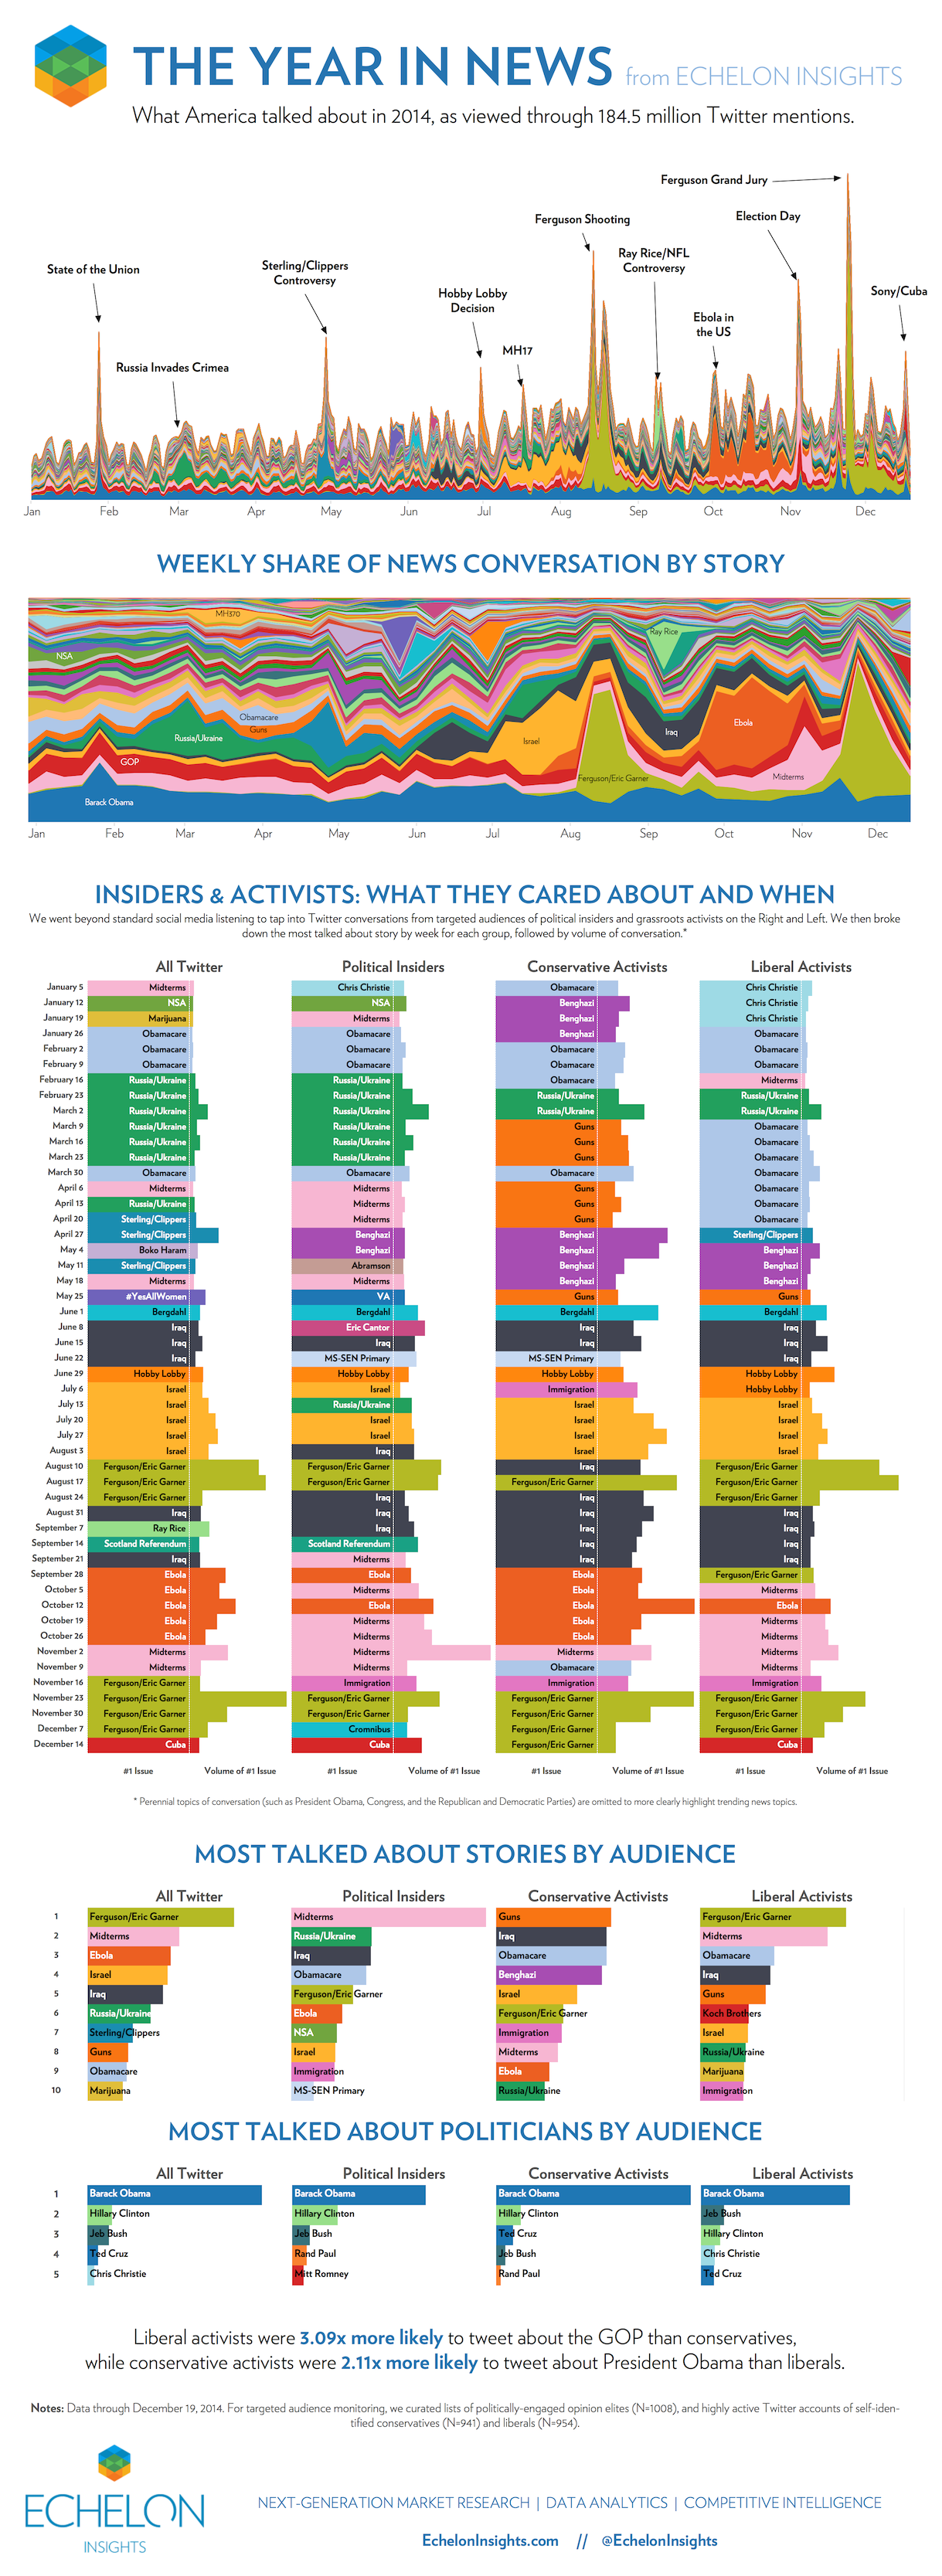 THE YEAR IN NEWS from ECHELON INSIGHTS
What America talked about in 2014, as viewed through 184.5 million Twitter mentions.
Ferguson Grand Jury
Election Day
Ferguson Shooting
Ray Rice/NFL
Controversy
State of the Union
Sterling/Clippers
Controversy
Hobby Lobby
Decision
Sony/Cuba
Ebola in
the US
MH17
Russia Invades Crimea
Jan Feb Mar Apr May Jun Jul Aug Sep Oct Nov Dec
WEEKLY SHARE OF NEWS CONVERSATION BY STORY
MH370
Ray Rice
NSA
Obamacare
Guns
Russia/Ukraine
Israel
Iraq
Ebola
GOP
Ferguson/Eric Garner
Midterms
Barack Obama
Jan Feb Mar Apr May Jun Jul Aug Sep Oct Nov Dec
INSIDERS & ACTIVISTS: WHAT THEY CARED ABOUT AND WHEN
We went beyond standard social media listening to tap into Twitter conversations from targeted audiences of political insiders and grassroots activists on the Right and Left. We then broke
down the most talked about story by week for each group, followed by volume of conversation.*
All Twitter Political Insiders Conservative Activists Liberal Activists
January 5 Midterms Chris Christie Obamacare Chris Christie
January 12 NSA NSA Benghazi Chris Christie
January 19 Marijuana Midterms Benghazi Chris Christie
January 26 Obamacare Obamacare Benghazi Obamacare
February 2 Obamacare Obamacare Obamacare Obamacare
February 9 Obamacare Obamacare Obamacare Obamacare
February 16 Russia/Ukraine Russia/Ukraine Obamacare Midterms
February 23 Russia/Ukraine Russia/Ukraine Russia/Ukraine Russia/Ukraine
March 2 Russia/Ukraine Russia/Ukraine Russia/Ukraine Russia/Ukraine
March 9 Russia/Ukraine Russia/Ukraine Guns Obamacare
March 16 Russia/Ukraine Russia/Ukraine Guns Obamacare
March 23 Russia/Ukraine Russia/Ukraine Guns Obamacare
March 30 Obamacare Obamacare Obamacare Obamacare
April 6 Midterms Midterms Guns Obamacare
April 13 Russia/Ukraine Midterms Guns Obamacare
April 20 Sterling/Clippers Midterms Guns Obamacare
April 27 Sterling/Clippers Benghazi Benghazi Sterling/Clippers
May 4 Boko Haram Benghazi Benghazi Benghazi
May 11 Sterling/Clippers Abramson Benghazi Benghazi
May 18 Midterms Midterms Benghazi Benghazi
May 25 #YesAllWomen VA Guns Guns
June 1 Bergdahl Bergdahl Bergdahl Bergdahl
June 8 Iraq Eric Cantor Iraq Iraq
June 15 Iraq Iraq Iraq Iraq
June 22 Iraq MS-SEN Primary MS-SEN Primary Iraq
June 29 Hobby Lobby Hobby Lobby Hobby Lobby Hobby Lobby
July 6 Israel Israel Immigration Hobby Lobby
July 13 Israel Russia/Ukraine Israel Israel
July 20 Israel Israel Israel Israel
July 27 Israel Israel Israel Israel
August 3 Israel Iraq Israel Israel
August 10 Ferguson/Eric Garner Ferguson/Eric Garner Iraq Ferguson/Eric Garner
August 17 Ferguson/Eric Garner Ferguson/Eric Garner Ferguson/Eric Garner Ferguson/Eric Garner
August 24 Ferguson/Eric Garner Iraq Iraq Ferguson/Eric Garner
August 31 Iraq Iraq Iraq Iraq
September 7 Ray Rice Iraq Iraq Iraq
September 14 Scotland Referendum Scotland Referendum Iraq Iraq
September 21 Iraq Midterms Iraq Iraq
September 28 Ebola Ebola Ebola Ferguson/Eric Garner
October 5 Ebola Midterms Ebola Midterms
October 12 Ebola Ebola Ebola Ebola
October 19 Ebola Midterms Ebola Midterms
October 26 Ebola Midterms Ebola Midterms
November 2 Midterms Midterms Midterms Midterms
November 9 Midterms Midterms Obamacare Midterms
November 16 Ferguson/Eric Garner Immigration Immigration Immigration
November 23 Ferguson/Eric Garner Ferguson/Eric Garner Ferguson/Eric Garner Ferguson/Eric Garner
November 30 Ferguson/Eric Garner Ferguson/Eric Garner Ferguson/Eric Garner Ferguson/Eric Garner
December 7 Ferguson/Eric Garner Cromnibus Ferguson/Eric Garner Ferguson/Eric Garner
December 14 Cuba Cuba Ferguson/Eric Garner Cuba
#1 Issue Volume of #1 Issue #1 Issue Volume of #1 Issue #1 Issue Volume of #1 Issue #1 Issue Volume of #1 Issue
* Perennial topics of conversation (such as President Obama, Congress, and the Republican and Democratic Parties) are omitted to more clearly highlight trending news topics.
MOST TALKED ABOUT STORIES BY AUDIENCE
All Twitter Political Insiders Conservative Activists Liberal Activists
1 Ferguson/Eric Garner Midterms Guns Ferguson/Eric Garner
2 Midterms Russia/Ukraine Iraq Midterms
3 Ebola Iraq Obamacare Obamacare
4 Israel Obamacare Benghazi Iraq
5 Iraq Ferguson/Eric Garner Israel Guns
6 Russia/Ukraine Ebola Ferguson/Eric Garner Koch Brothers
7 Sterling/Clippers NSA Immigration Israel
8 Guns Israel Midterms Russia/Ukraine
9 Obamacare Immigration Ebola Marijuana
10 Marijuana MS-SEN Primary Russia/Ukraine Immigration
MOST TALKED ABOUT POLITICIANS BY AUDIENCE
All Twitter Political Insiders Conservative Activists Liberal Activists
1 Barack Obama Barack Obama Barack Obama Barack Obama
2 Hillary Clinton Hillary Clinton Hillary Clinton Jeb Bush
3 Jeb Bush Jeb Bush Ted Cruz Hillary Clinton
4 Ted Cruz Rand Paul Jeb Bush Chris Christie
5 Chris Christie Mitt Romney Rand Paul Ted Cruz
Liberal activists were 3.09x more likely to tweet about the GOP than conservatives,
while conservative activists were 2.11x more likely to tweet about President Obama than liberals.
Notes: Data through December 19, 2014. For targeted audience monitoring, we curated lists of politically-engaged opinion elites (N=1008), and highly active Twitter accounts of self-iden-
tified conservatives (N=941) and liberals (N=954).
ECHELON
INSIGHTS
NEXT-GENERATION MARKET RESEARCH | DATA ANALYTICS | COMPETITIVE INTELLIGENCE
EchelonInsights.com // @EchelonInsights